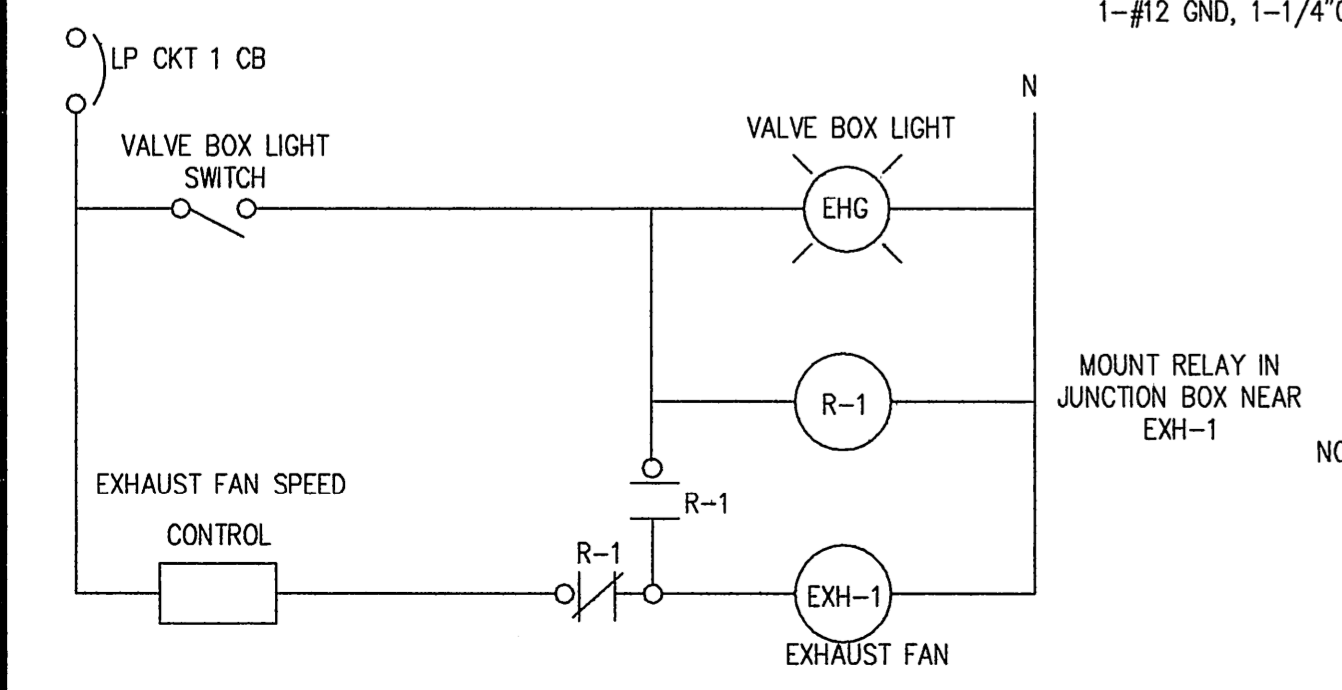 1-#12 GND, 1-1/4"C
LP CKT 1 CB
N
VALVE BOX LIGHT
SWITCH
VALVE BOX LIGHT
EHG
MOUNT RELAY IN
JUNCTION BOX NEAR
EXH-1
R-1
NO
EXHAUST FAN SPEED
CONTROL
R-1
R-1
EXH-1
EXHAUST FAN